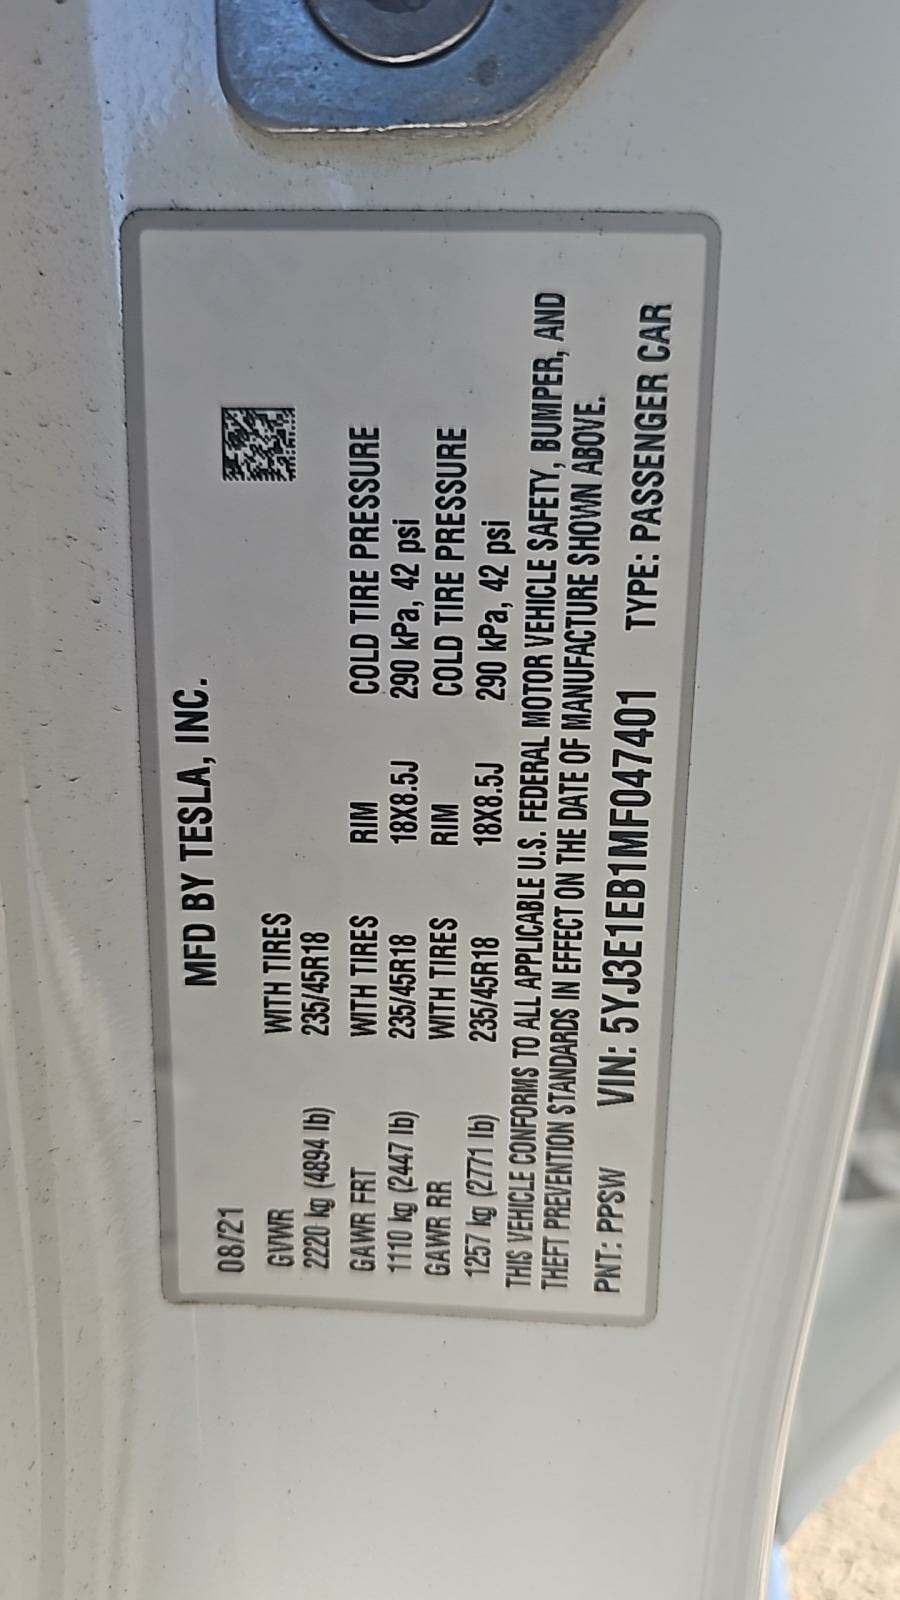 MFD BY TESLA, INC.
08/21
GVWR WITH TIRES
2220 kg (4894 lb) 235/45R18
GAWR FRT WITH TIRES RIM COLD TIRE PRESSURE
1110 kg (2447 lb) 235/45R18 18X8.5J 290 kPa, 42 psi
GAWR RR WITH TIRES RIM COLD TIRE PRESSURE
1257 kg (2771 lb) 235/45R18 18X8.5J 290 kPa, 42 psi
THIS VEHICLE CONFORMS TO ALL APPLICABLE U.S. FEDERAL MOTOR VEHICLE SAFETY, BUMPER, AND
THEFT PREVENTION STANDARDS IN EFFECT ON THE DATE OF MANUFACTURE SHOWN ABOVE.
PNT: PPSW VIN: 5YJ3E1EB1MF047401 TYPE: PASSENGER CAR